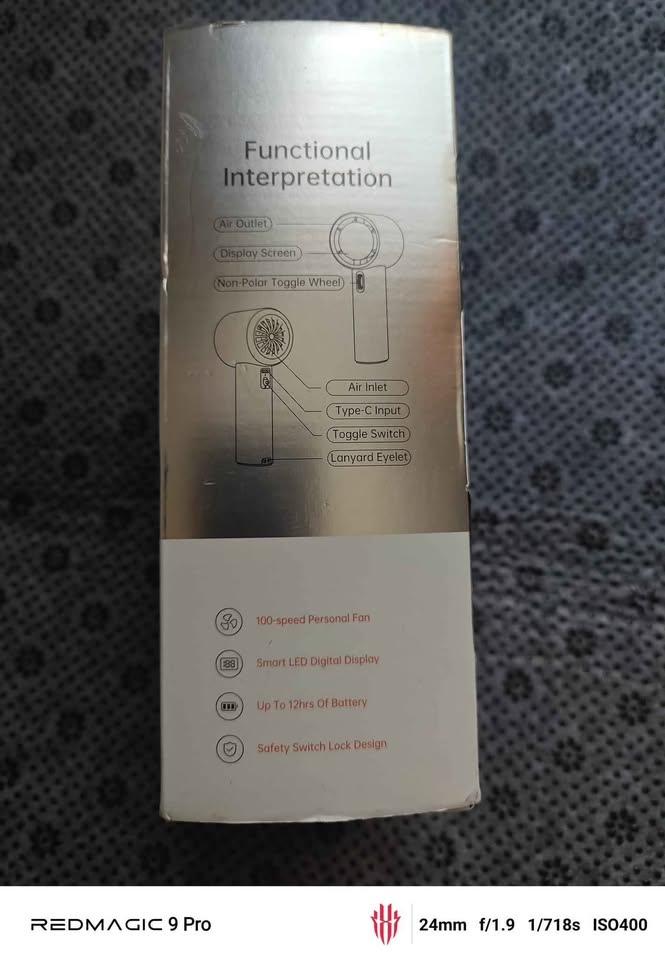 Functional
Interpretation
Air Outlet
Display Screen
Non-Polar Toggle Wheel
Air Inlet
Type-C Input
Toggle Switch
Lanyard Eyelet
100-speed Personal Fan
188
Smart LED Digital Display
Up To 12hrs Of Battery
Safety Switch Lock Design
REDMAGIC 9 Pro
24mm f/1.9 1/718s ISO400